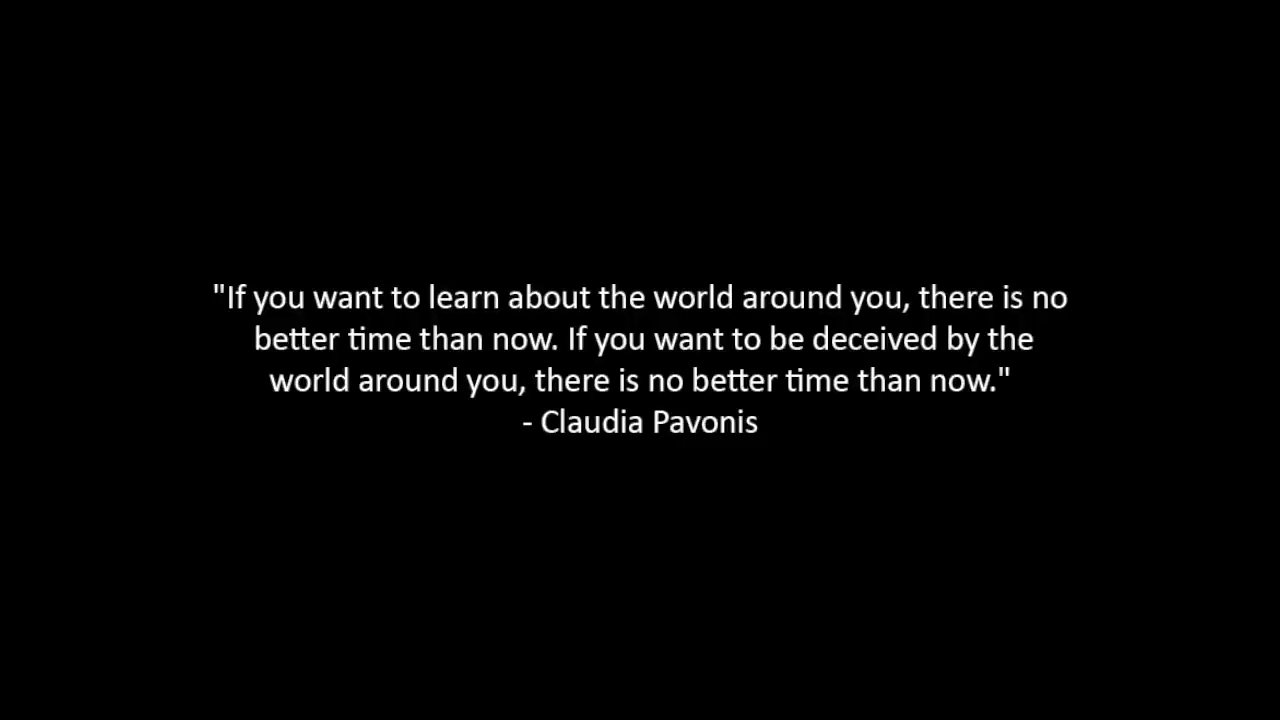 "If you want to learn about the world around you, there is no
better time than now. If you want to be deceived by the
world around you, there is no better time than now."
- Claudia Pavonis